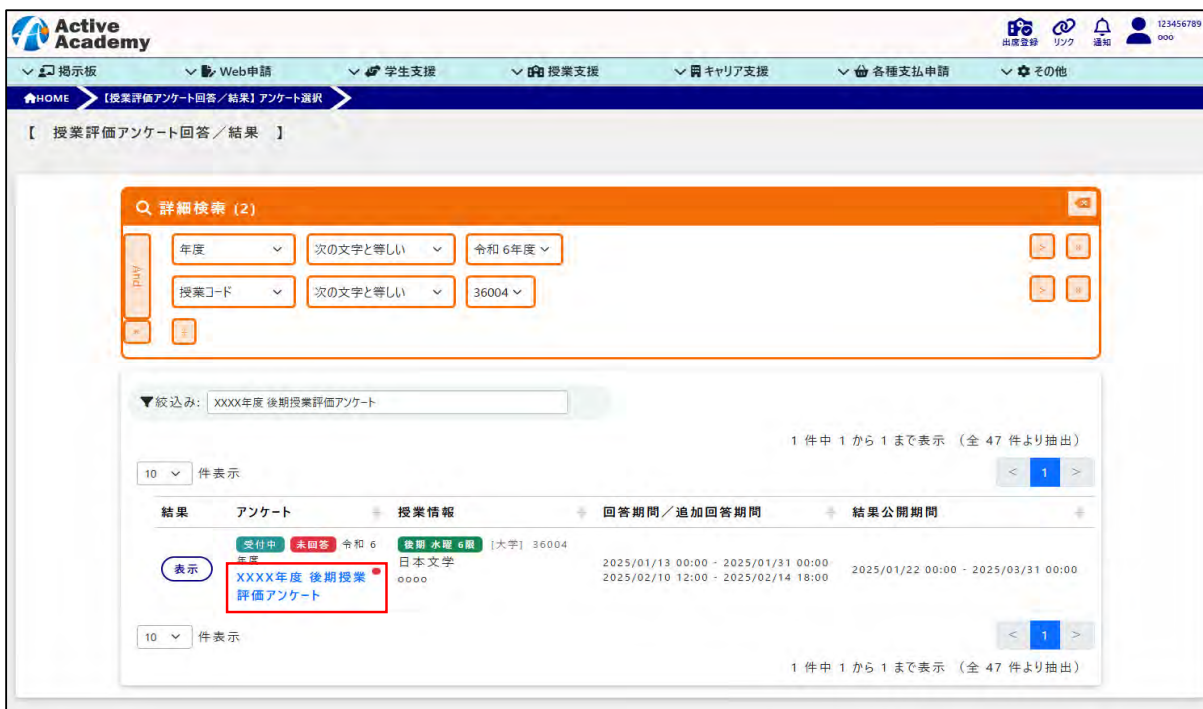 Active Academy
出席登録 リンク 通知 123456789 ooo
掲示板 Web申請 学生支援 授業支援 キャリア支援 各種支払申請 その他
HOME 【授業評価アンケート回答／結果】アンケート選択
【 授業評価アンケート回答／結果 】
詳細検索 (2)
And
年度 次の文字と等しい 令和 6年度
授業コード 次の文字と等しい 36004
絞込み: XXXX年度 後期授業評価アンケート
1 件中 1 から 1 まで表示 （全 47 件より抽出）
10 件表示 < 1 >
結果 アンケート 授業情報 回答期間／追加回答期間 結果公開期間
表示
受付中 未回答 令和 6
年度
XXXX年度 後期授業
評価アンケート
後期 水曜 6限 [大学] 36004
日本文学
oooo
2025/01/13 00:00 - 2025/01/31 00:00
2025/02/10 12:00 - 2025/02/14 18:00
2025/01/22 00:00 - 2025/03/31 00:00
10 件表示 < 1 >
1 件中 1 から 1 まで表示 （全 47 件より抽出）